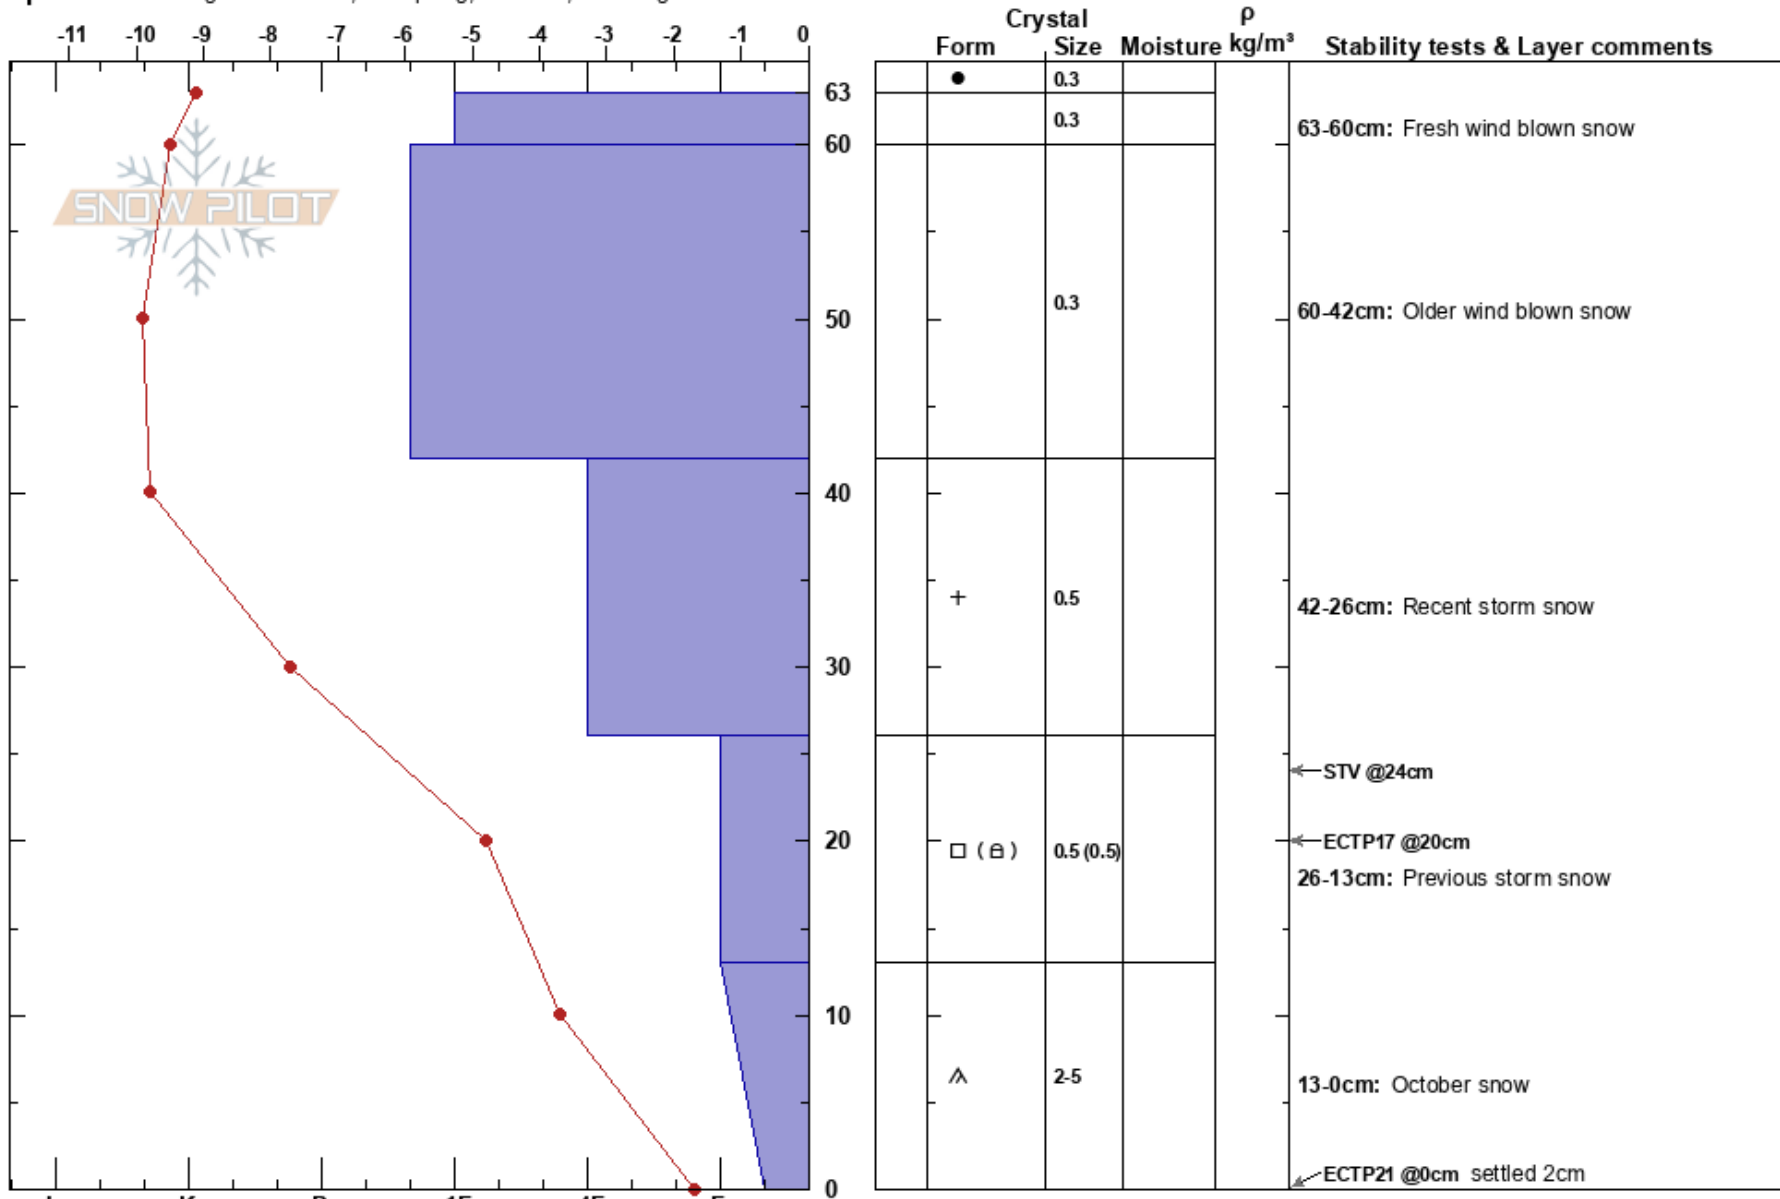 Crystal ρ
-11 -10 -9 -8 -7 -6 -5 -4 -3 -2 -1 0
Form Size Moisture kg/m³ Stability tests & Layer comments
63
0.3
0.3
63-60cm: Fresh wind blown snow
60
SNOW PILOT
0.3
60-42cm: Older wind blown snow
50
40
+ 0.5
42-26cm: Recent storm snow
30
STV @24cm
20
ECTP17 @20cm
0.5 (0.5)
26-13cm: Previous storm snow
10
2-5
13-0cm: October snow
ECTP21 @0cm settled 2cm
0